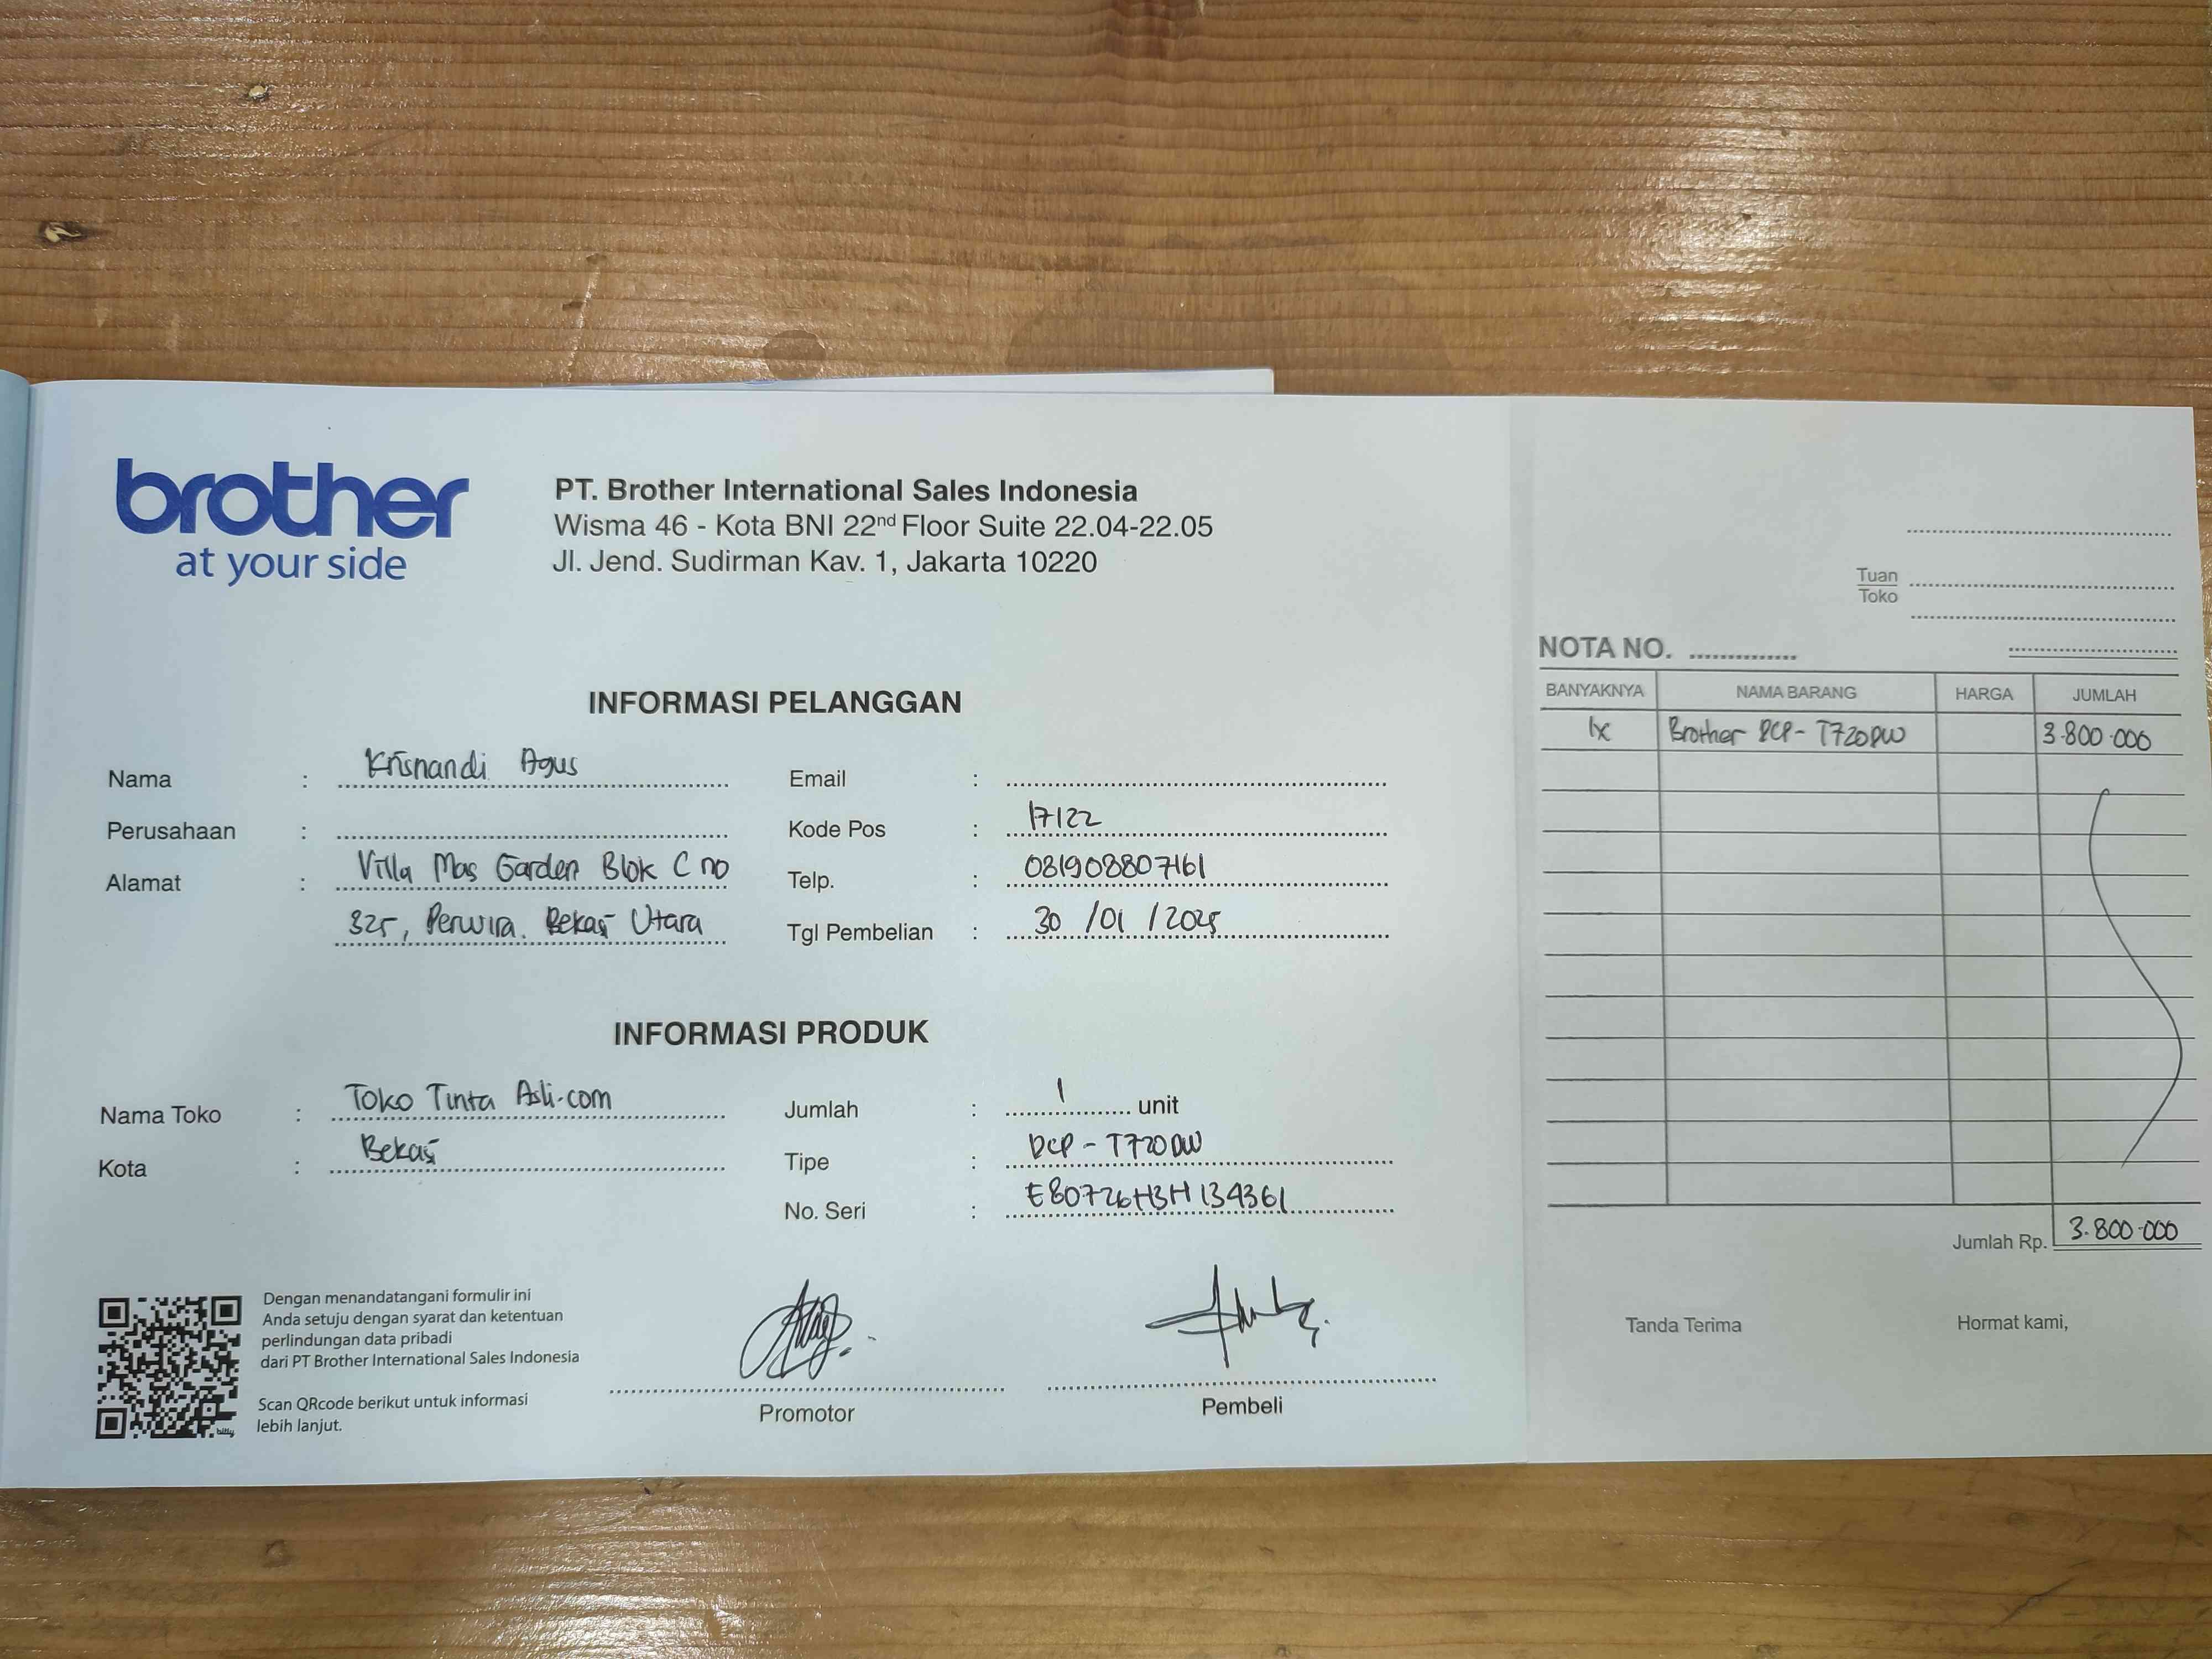 brother
at your side
PT. Brother International Sales Indonesia
Wisma 46 - Kota BNI 22nd Floor Suite 22.04-22.05
Jl. Jend. Sudirman Kav. 1, Jakarta 10220
INFORMASI PELANGGAN
Nama : Krisnandi Agus
Perusahaan :
Alamat : Villa Mas Garden Blok C no
325, Perwira. Bekasi Utara
Email :
Kode Pos : 17122
Telp. : 081908807161
Tgl Pembelian : 30 /01 /2025
INFORMASI PRODUK
Nama Toko : Toko Tinta Asli.com
Kota : Bekasi
Jumlah : 1 unit
Tipe : DCP - T720DW
No. Seri : E80726H3H134361
Dengan menandatangani formulir ini
Anda setuju dengan syarat dan ketentuan
perlindungan data pribadi
dari PT Brother International Sales Indonesia
Scan QRcode berikut untuk informasi
lebih lanjut.
bitly
Promotor
Pembeli
Tuan
Toko
NOTA NO.
BANYAKNYA NAMA BARANG HARGA JUMLAH
1x Brother DCP - T720DW 3.800.000
Jumlah Rp. 3.800.000
Tanda Terima
Hormat kami,